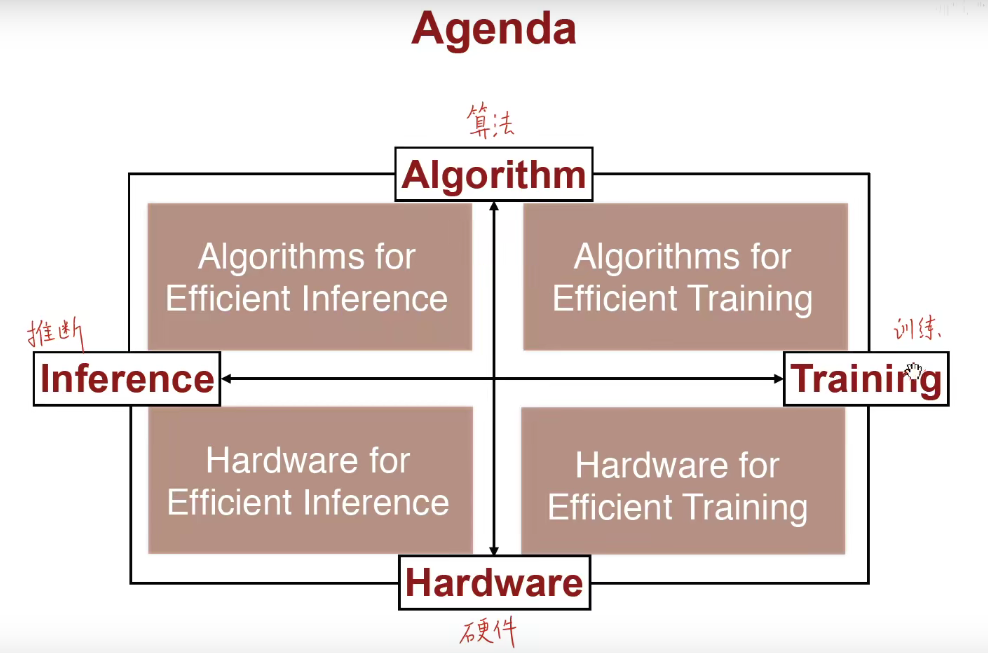 Agenda
算法
Algorithm
Algorithms for
Efficient Inference
Algorithms for
Efficient Training
推断
训练
Inference
Training
Hardware for
Efficient Inference
Hardware for
Efficient Training
Hardware
硬件